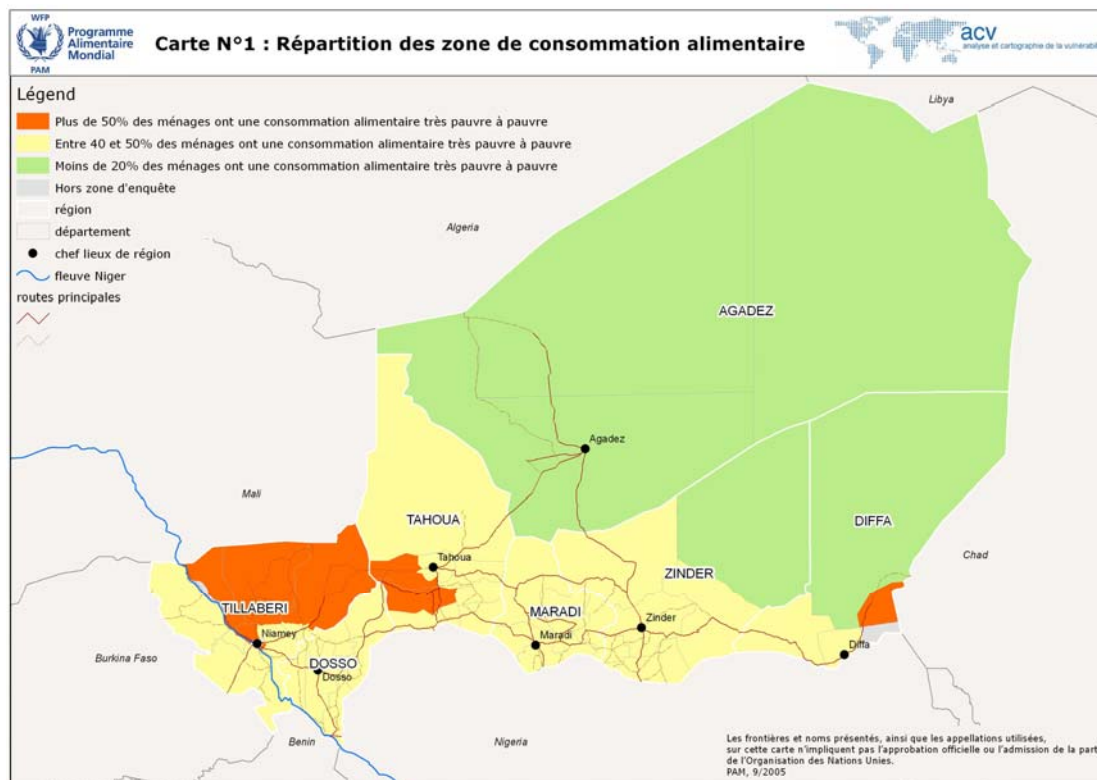 WFP
Programme
Alimentaire
Mondial
PAM
Carte N°1 : Répartition des zone de consommation alimentaire
acv
analyse et cartographie de la vulnérabil
Légend
Plus de 50% des ménages ont une consommation alimentaire très pauvre à pauvre
Entre 40 et 50% des ménages ont une consommation alimentaire très pauvre à pauvre
Moins de 20% des ménages ont une consommation alimentaire très pauvre à pauvre
Hors zone d'enquête
région
département
chef lieux de région
fleuve Niger
routes principales
Libya
Algeria
AGADEZ
Agadez
Mali
TAHOUA
DIFFA
Chad
Tahoua
ZINDER
TILLABERI
MARADI
Zinder
Niamey
Maradi
Diffa
Burkina Faso
DOSSO
Dosso
Benin
Nigeria
Les frontières et noms présentés, ainsi que les appellations utilisées,
sur cette carte n'impliquent pas l'approbation officielle ou l'admission de la part
de l'Organisation des Nations Unies.
PAM, 9/2005